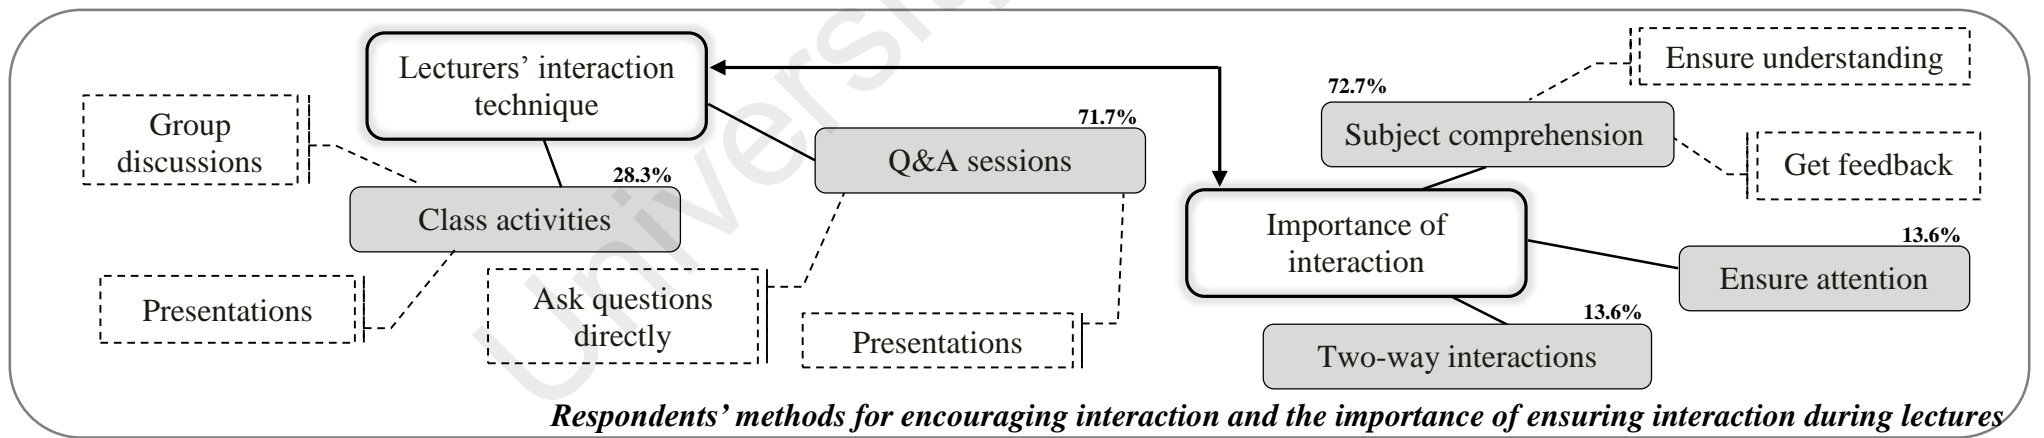 Lecturers' interaction
technique
Group
discussions
28.3%
Class activities
Presentations
71.7%
Q&A sessions
Ask questions
directly
Presentations
72.7%
Subject comprehension
Ensure understanding
Get feedback
Importance of
interaction
13.6%
Ensure attention
13.6%
Two-way interactions
Respondents' methods for encouraging interaction and the importance of ensuring interaction during lectures
University